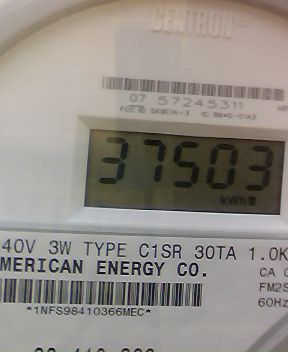 CENTRON
07 57245311
37503
kWh
40V 3W TYPE C1SR 30TA 1.0K
MERICAN ENERGY CO.
CA
FM2S
60Hz
*1NFS98410366MEC*